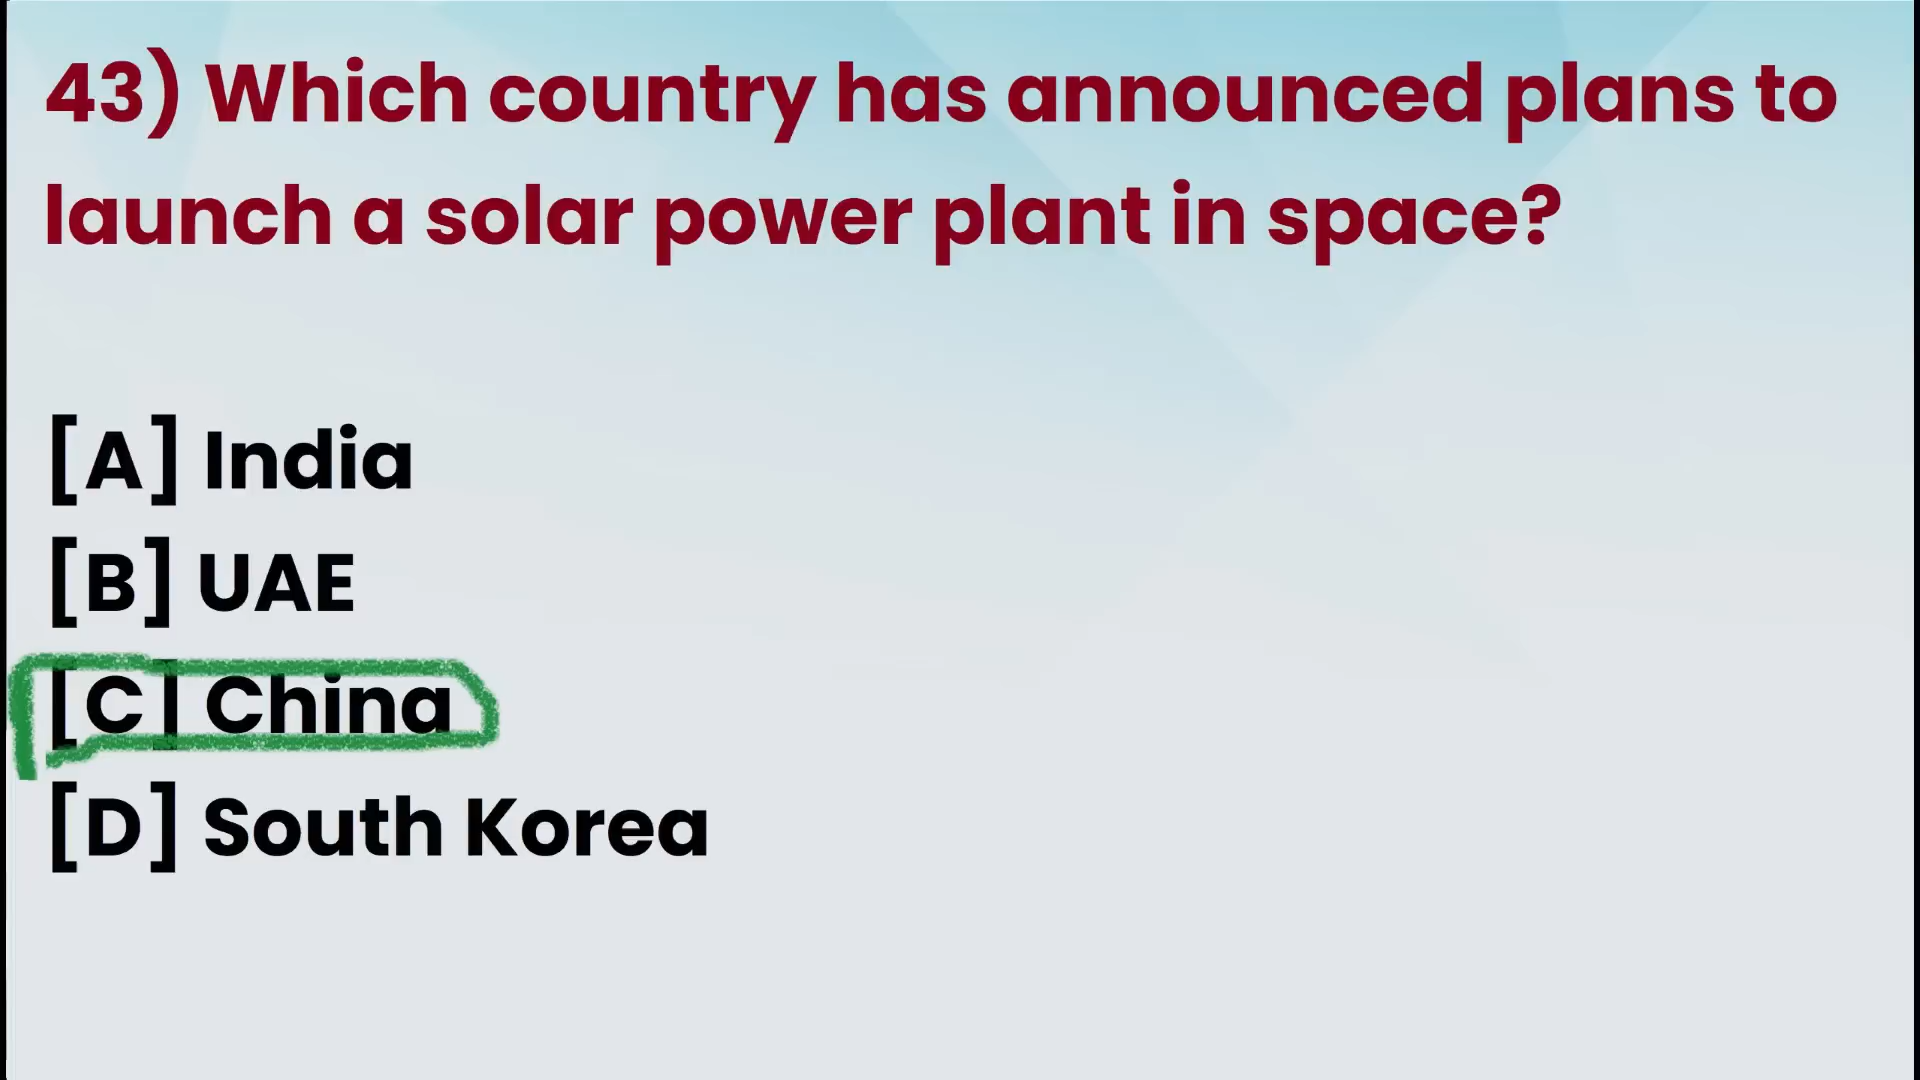 43) Which country has announced plans to
launch a solar power plant in space?
[A] India
[B] UAE
[C] China
[D] South Korea